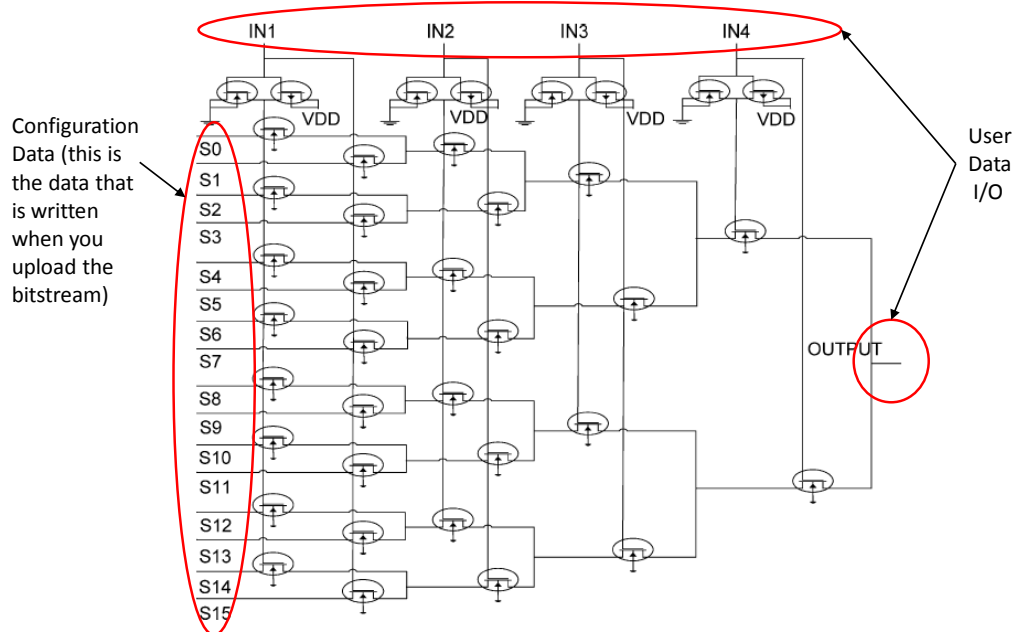 IN1 IN2 IN3 IN4
VDD VDD VDD VDD
Configuration
Data (this is
the data that
is written
when you
upload the
bitstream)
User
Data
I/O
S0
S1
S2
S3
S4
S5
S6
S7
S8
S9
S10
S11
S12
S13
S14
S15
OUTPUT